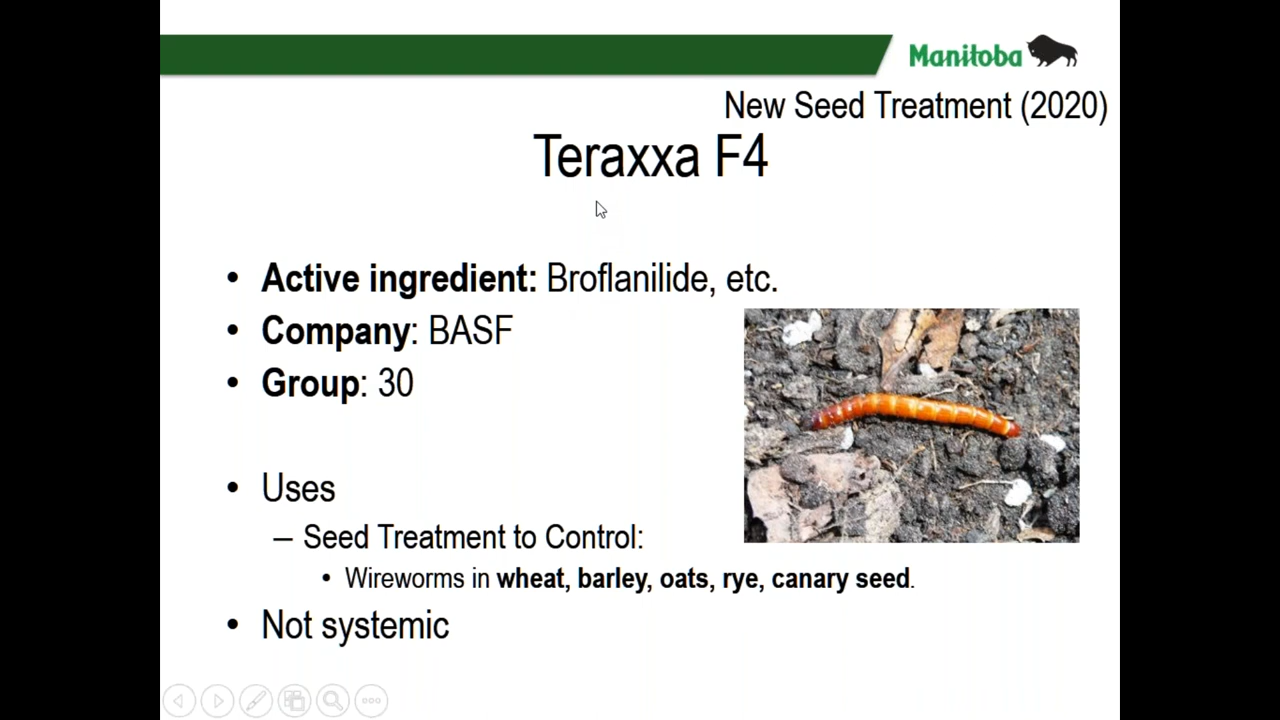 Manitoba
New Seed Treatment (2020)
Teraxxa F4
• Active ingredient: Broflanilide, etc.
• Company: BASF
• Group: 30
• Uses
– Seed Treatment to Control:
• Wireworms in wheat, barley, oats, rye, canary seed.
• Not systemic